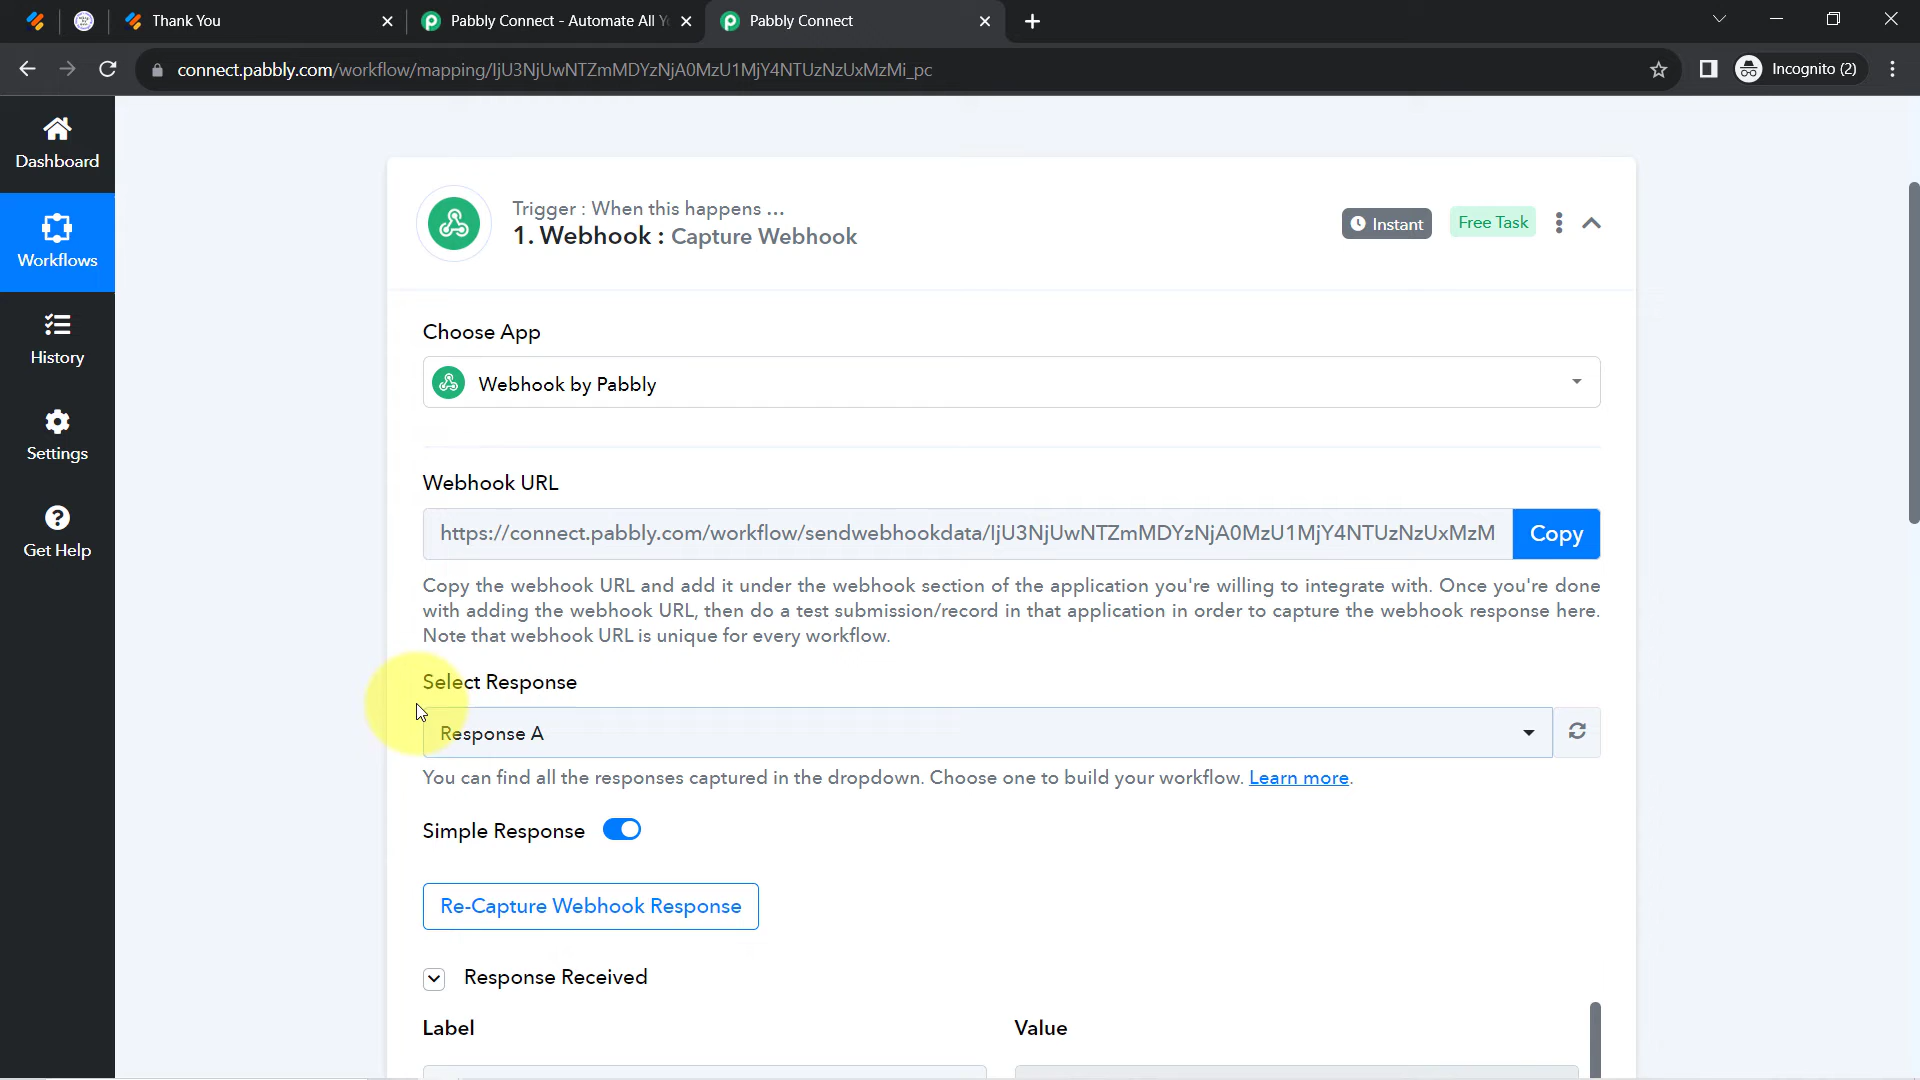 Thank You
Pabbly Connect - Automate All Y
Pabbly Connect
connect.pabbly.com/workflow/mapping/IjU3NjUwNTZmMDYzNjA0MzU1MjY4NTUzNzUxMzMi_pc
Incognito (2)
Dashboard
Workflows
History
Settings
Get Help
Trigger : When this happens ...
1. Webhook : Capture Webhook
Instant
Free Task
Choose App
Webhook by Pabbly
Webhook URL
https://connect.pabbly.com/workflow/sendwebhookdata/IjU3NjUwNTZmMDYzNjA0MzU1MjY4NTUzNzUxMzM
Copy
Copy the webhook URL and add it under the webhook section of the application you're willing to integrate with. Once you're done
with adding the webhook URL, then do a test submission/record in that application in order to capture the webhook response here.
Note that webhook URL is unique for every workflow.
Select Response
Response A
You can find all the responses captured in the dropdown. Choose one to build your workflow. Learn more.
Simple Response
Re-Capture Webhook Response
Response Received
Label
Value